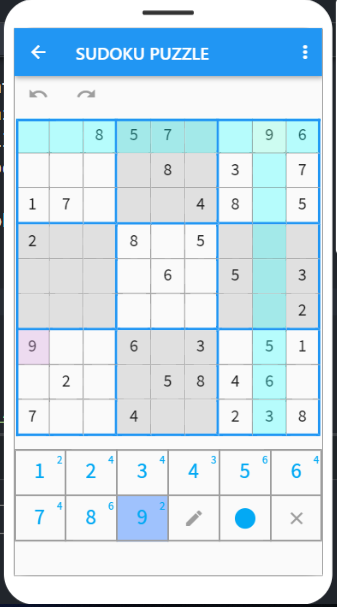 SUDOKU PUZZLE
8 5 7 9 6
8 3 7
1 7 4 8 5
2 8 5
6 5 3
2
9 6 3 5 1
2 5 8 4 6
7 4 2 3 8
1 2 2 4 3 4 4 3 5 6 6 4
7 4 8 6 9 2